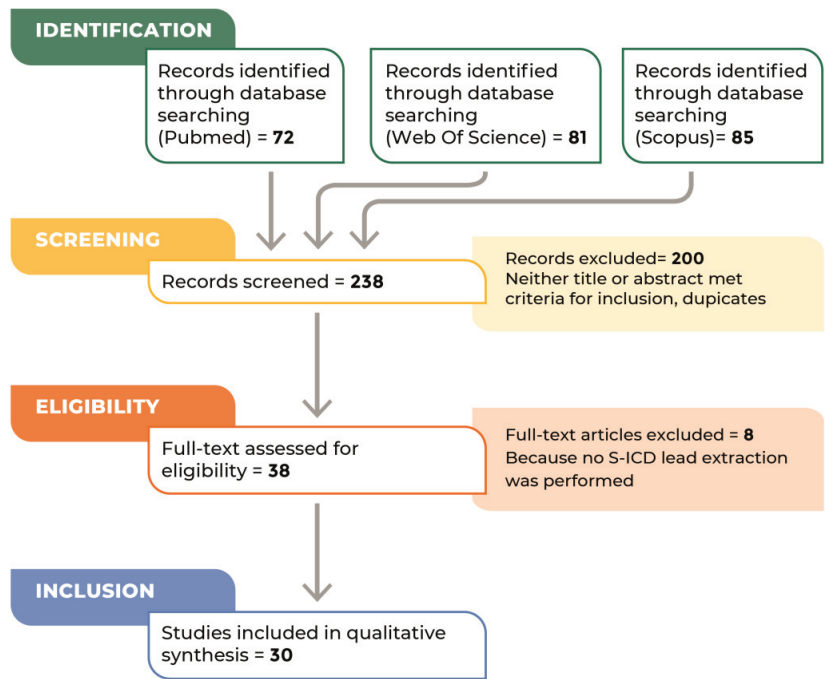 IDENTIFICATION
Records identified
through database
searching
(Pubmed) = 72
Records identified
through database
searching
(Web Of Science) = 81
Records identified
through database
searching
(Scopus)= 85
SCREENING
Records screened = 238
Records excluded= 200
Neither title or abstract met
criteria for inclusion, dupicates
ELIGIBILITY
Full-text assessed for
eligibility = 38
Full-text articles excluded = 8
Because no S-ICD lead extraction
was performed
INCLUSION
Studies included in qualitative
synthesis = 30